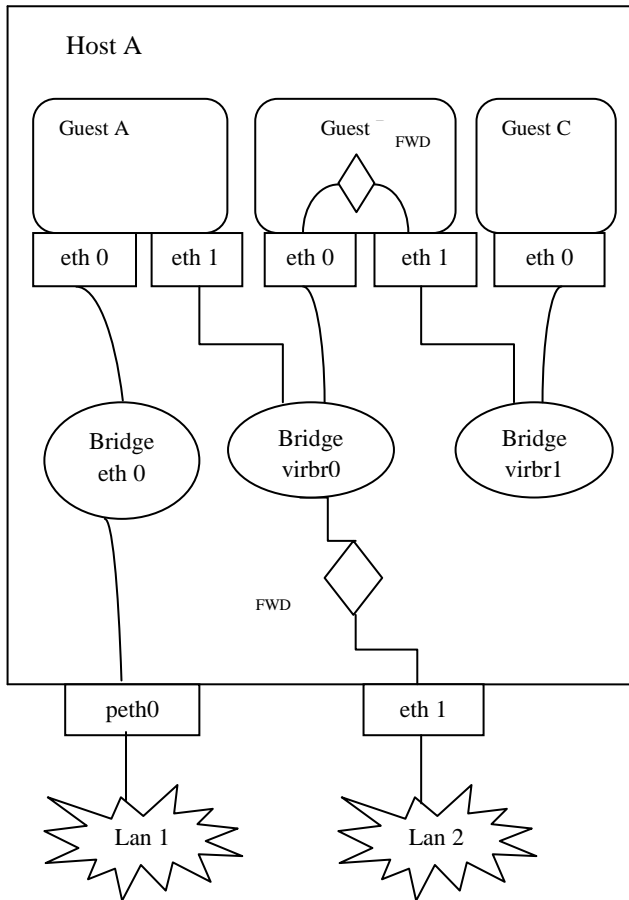 Host A
Guest A
Guest
FWD
Guest C
eth 0
eth 1
eth 0
eth 1
eth 0
Bridge
eth 0
Bridge
virbr0
Bridge
virbr1
FWD
peth0
eth 1
Lan 1
Lan 2